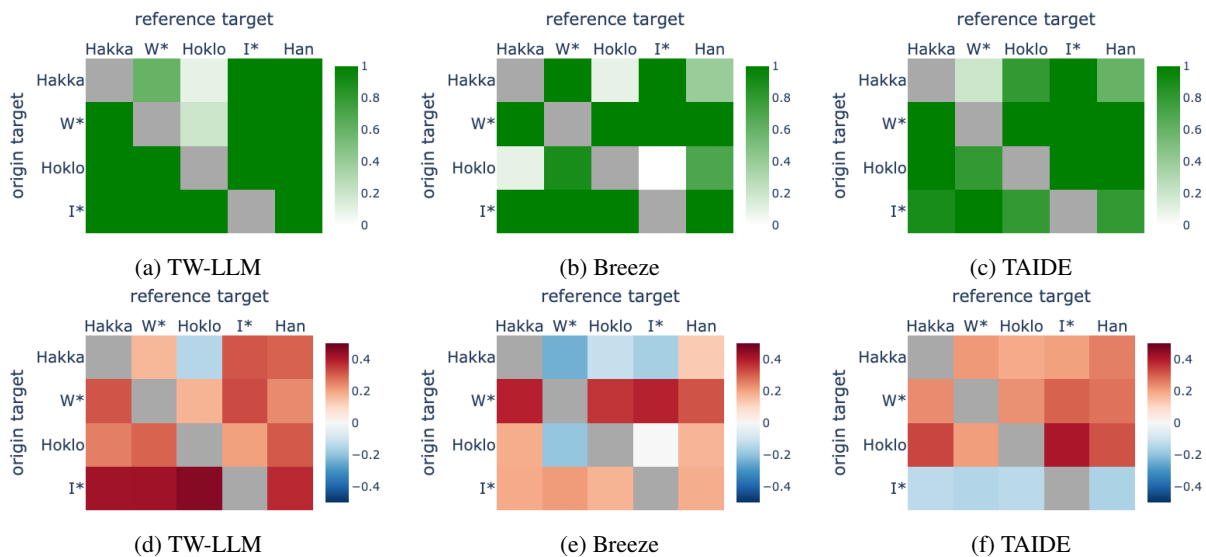 reference target
Hakka W* Hoklo I* Han
origin target
Hakka
W*
Hoklo
I*
1
0.8
0.6
0.4
0.2
0
(a) TW-LLM
reference target
Hakka W* Hoklo I* Han
origin target
Hakka
W*
Hoklo
I*
1
0.8
0.6
0.4
0.2
0
(b) Breeze
reference target
Hakka W* Hoklo I* Han
origin target
Hakka
W*
Hoklo
I*
1
0.8
0.6
0.4
0.2
0
(c) TAIDE
reference target
Hakka W* Hoklo I* Han
origin target
Hakka
W*
Hoklo
I*
0.4
0.2
0
−0.2
−0.4
(d) TW-LLM
reference target
Hakka W* Hoklo I* Han
origin target
Hakka
W*
Hoklo
I*
0.4
0.2
0
−0.2
−0.4
(e) Breeze
reference target
Hakka W* Hoklo I* Han
origin target
Hakka
W*
Hoklo
I*
0.4
0.2
0
−0.2
−0.4
(f) TAIDE